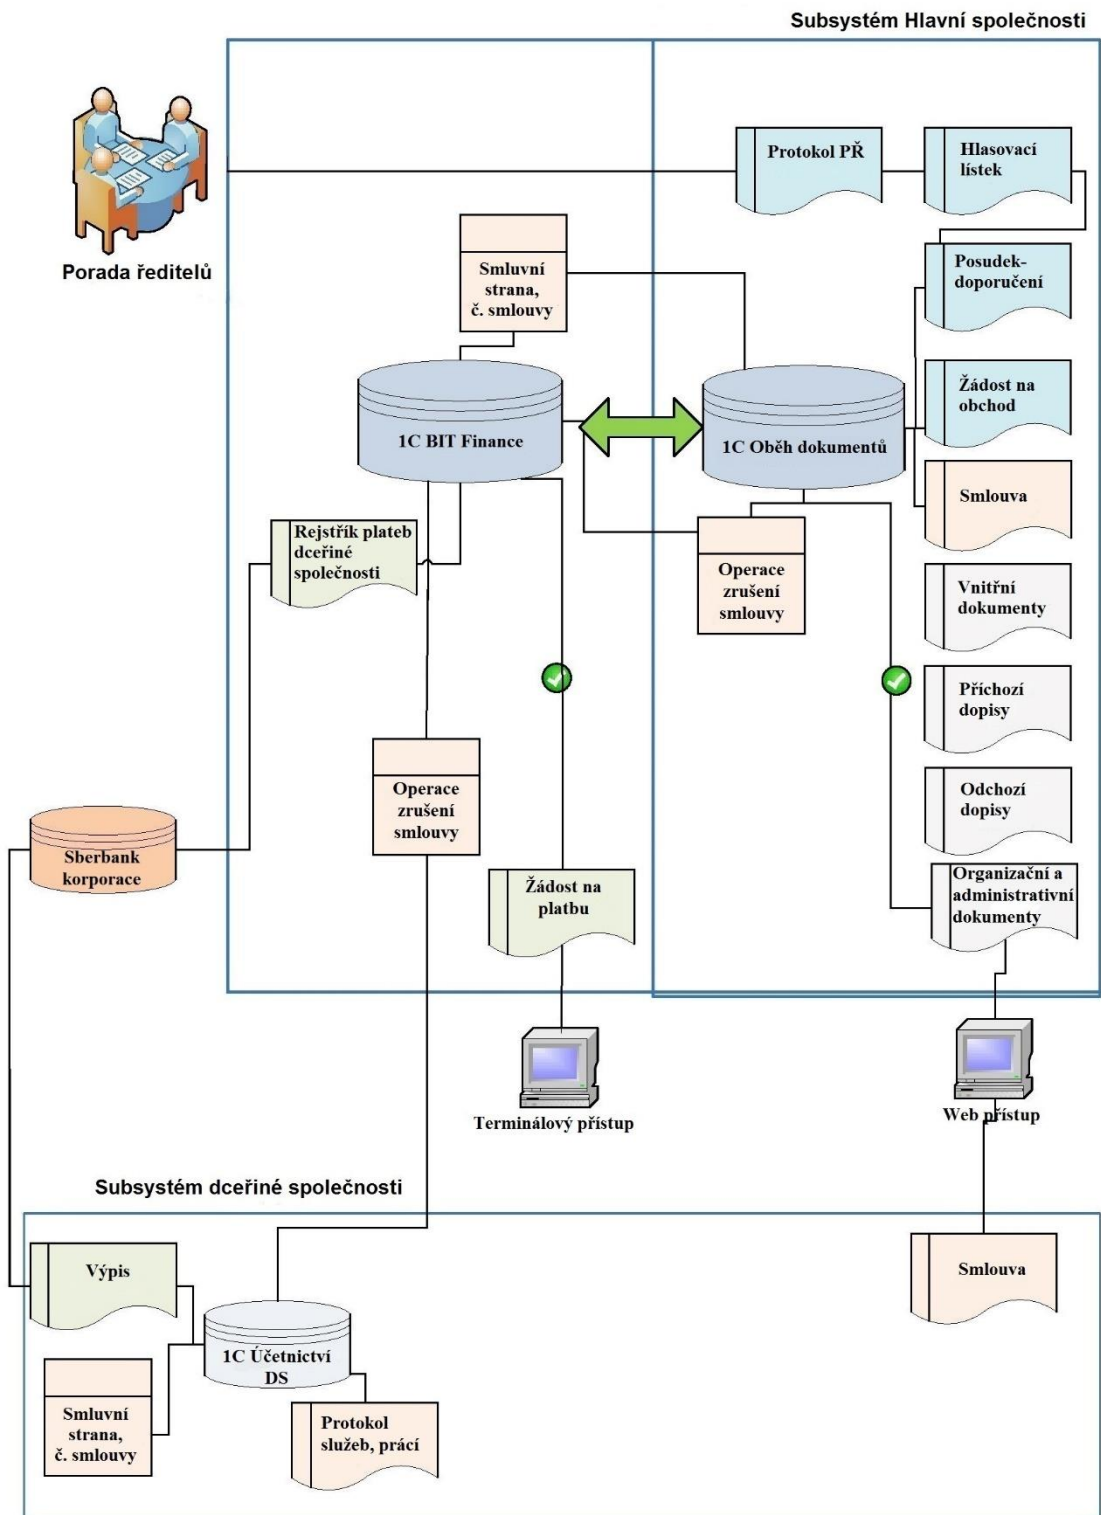 Subsystém Hlavní společnosti
Porada ředitelů
Protokol PŘ
Hlasovací
lístek
Smluvní
strana,
č. smlouvy
Posudek-
doporučení
1C BIT Finance
1C Oběh dokumentů
Žádost na
obchod
Smlouva
Rejstřík plateb
dceřiné
společnosti
Operace
zrušení
smlouvy
Vnitřní
dokumenty
Příchozí
dopisy
Odchozí
dopisy
Operace
zrušení
smlouvy
Sberbank
korporace
Žádost na
platbu
Organizační a
administrativní
dokumenty
Terminálový přístup
Web přístup
Subsystém dceřiné společnosti
Výpis
Smlouva
1C Účetnictví
DS
Smluvní
strana,
č. smlouvy
Protokol
služeb, prácí